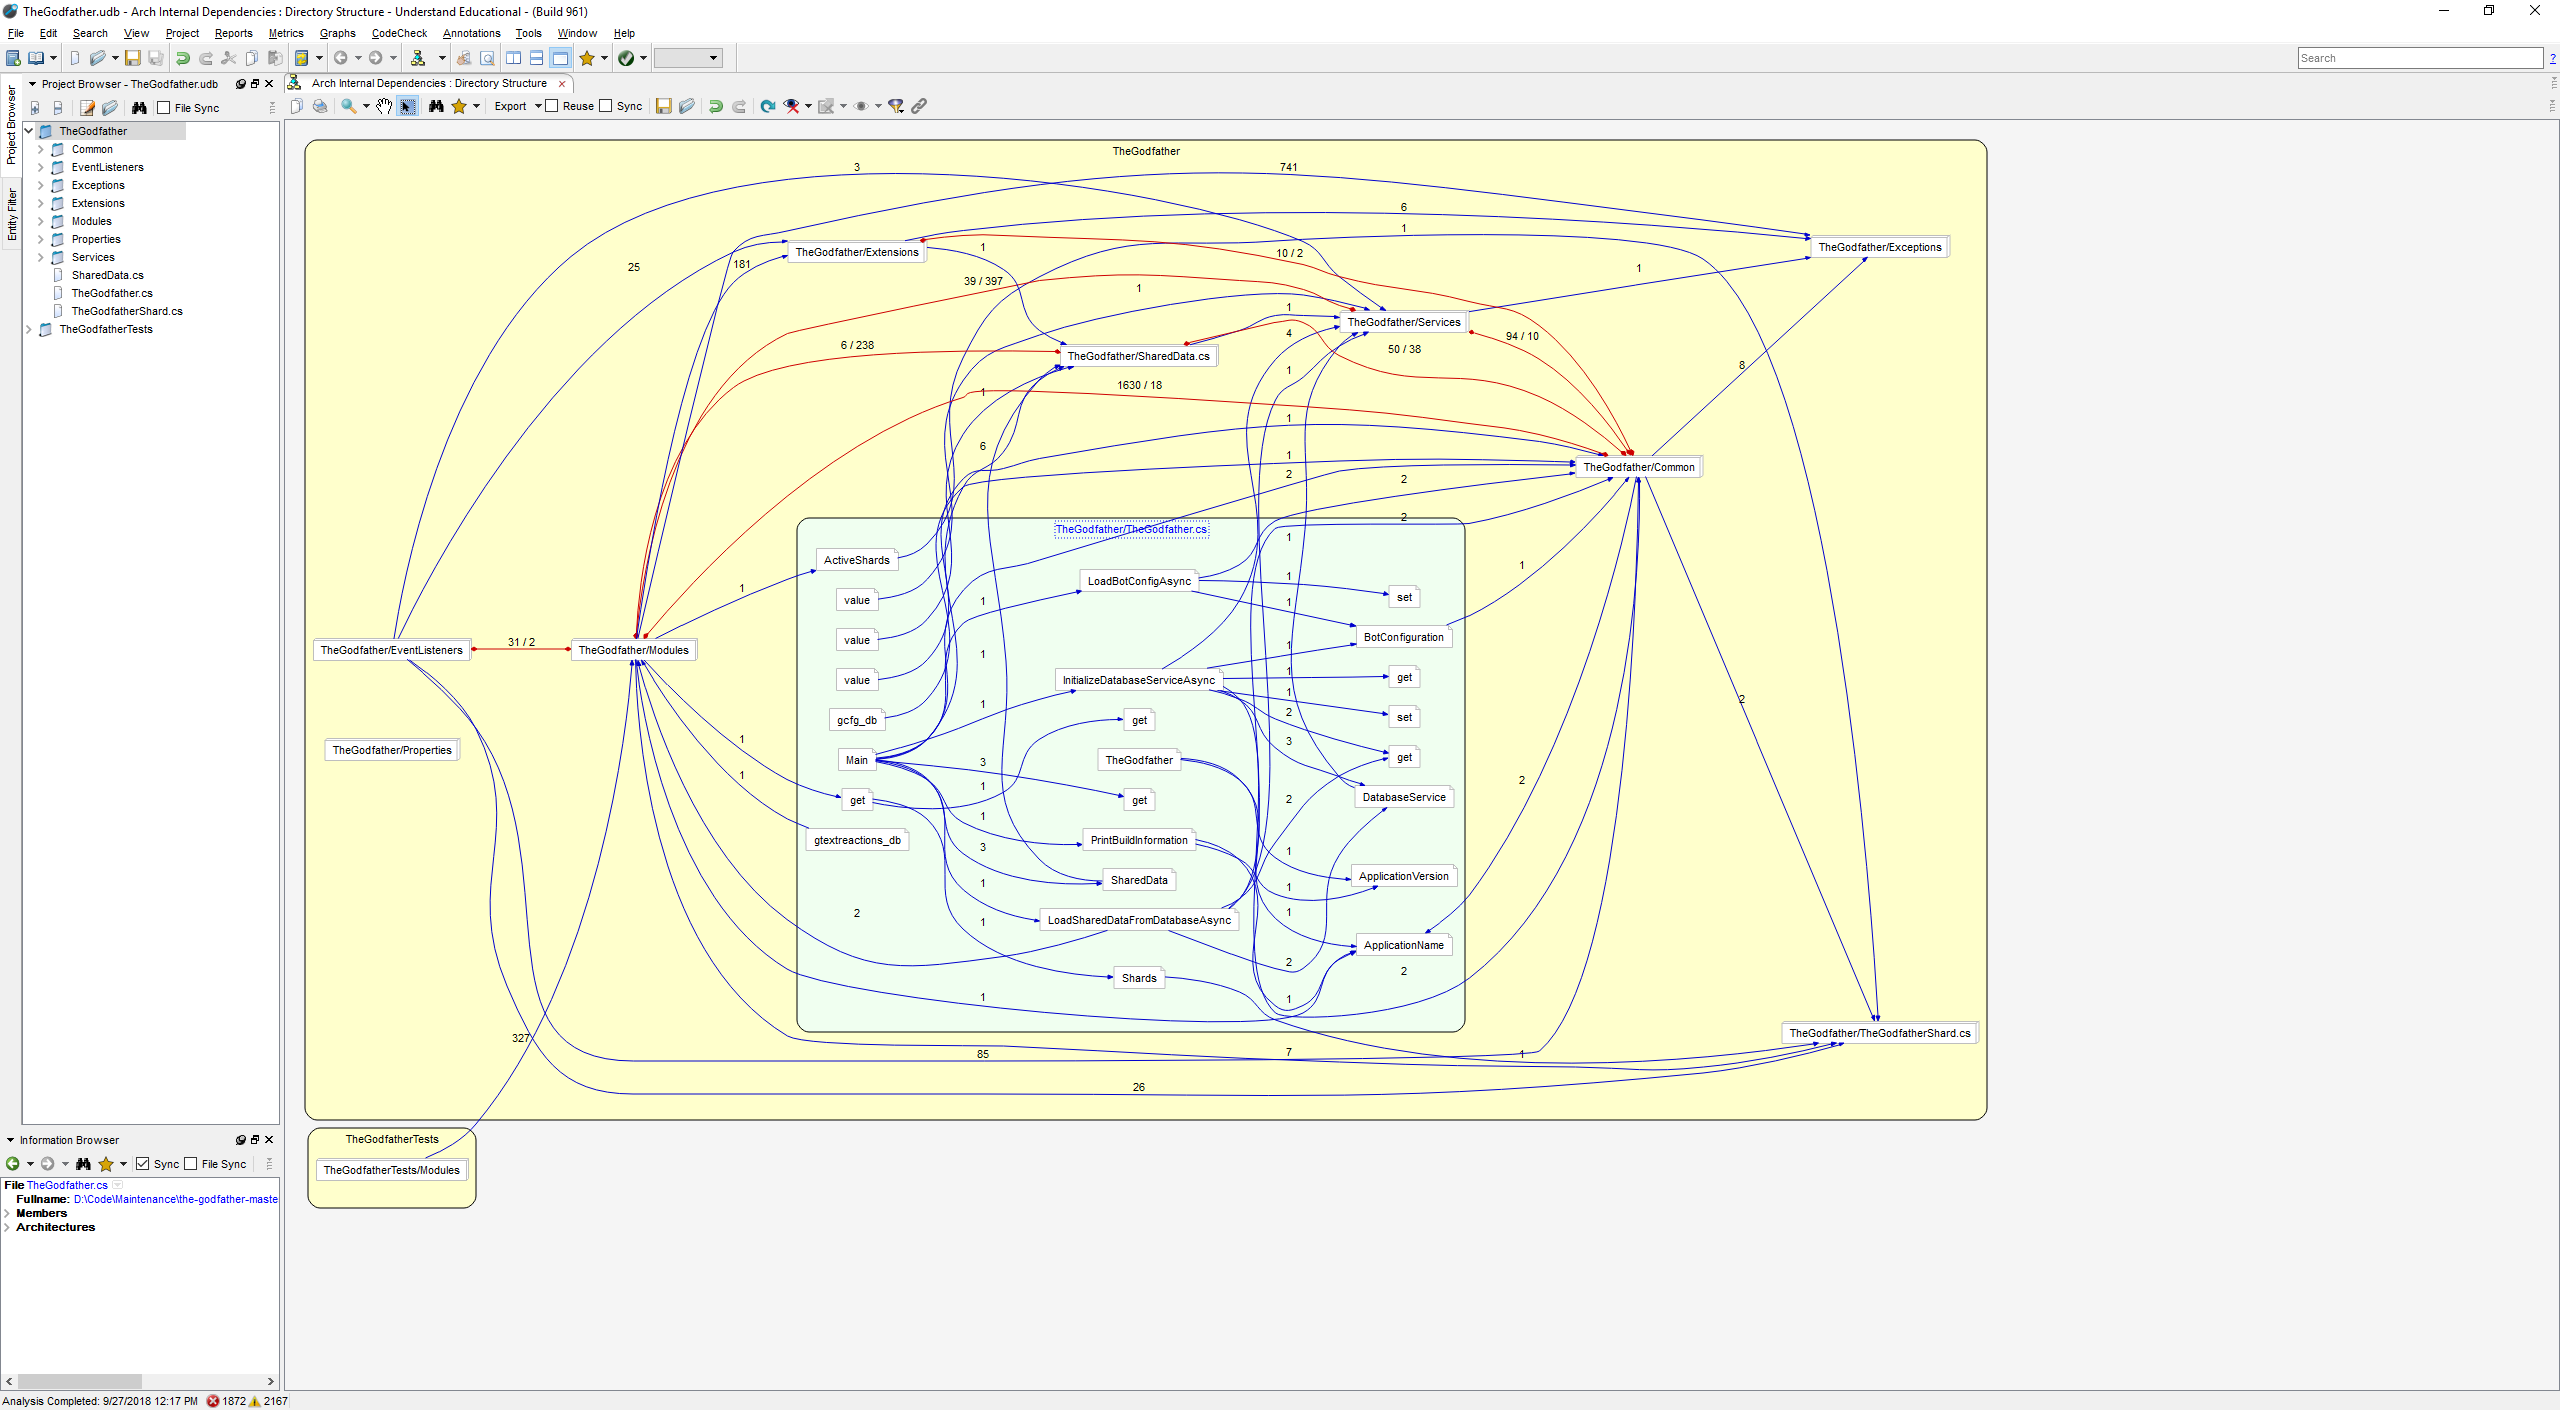 TheGodfather.udb - Arch Internal Dependencies : Directory Structure - Understand Educational - (Build 961)
File Edit Search View Project Reports Metrics Graphs CodeCheck Annotations Tools Window Help
Search ?
Project Browser
Entity Filter
Project Browser - TheGodfather.udb
File Sync
TheGodfather
Common
EventListeners
Exceptions
Extensions
Modules
Properties
Services
SharedData.cs
TheGodfather.cs
TheGodfatherShard.cs
TheGodfatherTests
Information Browser
Sync File Sync
File TheGodfather.cs
Fullname: D:\Code\Maintenance\the-godfather-maste
Members
Architectures
Analysis Completed: 9/27/2018 12:17 PM 1872 2167
Arch Internal Dependencies : Directory Structure
Export Reuse Sync
TheGodfather
3 741
6
1
TheGodfather/Extensions 1 10 / 2 TheGodfather/Exceptions
25 181 1
39 / 397 1
1 TheGodfather/Services
4 94 / 10
6 / 238 TheGodfather/SharedData.cs 50 / 38
1 8
1630 / 18
1
1
6 1
2 2 TheGodfather/Common
2
TheGodfather/TheGodfather.cs
1
ActiveShards
1
1 LoadBotConfigAsync 1 set
value 1 1
value BotConfiguration
TheGodfather/EventListeners 31 / 2 TheGodfather/Modules 1 1
value InitializeDatabaseServiceAsync 1 get
1 1
gcfg_db get 2 set 2
1 3
Main 3 TheGodfather get
1 1 2
get get 2 DatabaseService
TheGodfather/Properties
1
gtextreactions_db 3 PrintBuildInformation 1
1 SharedData 1 ApplicationVersion
2 1 LoadSharedDataFromDatabaseAsync 1
ApplicationName
2 2
Shards
1 1
TheGodfather/TheGodfatherShard.cs
327 85 7 1
26
TheGodfatherTests
TheGodfatherTests/Modules